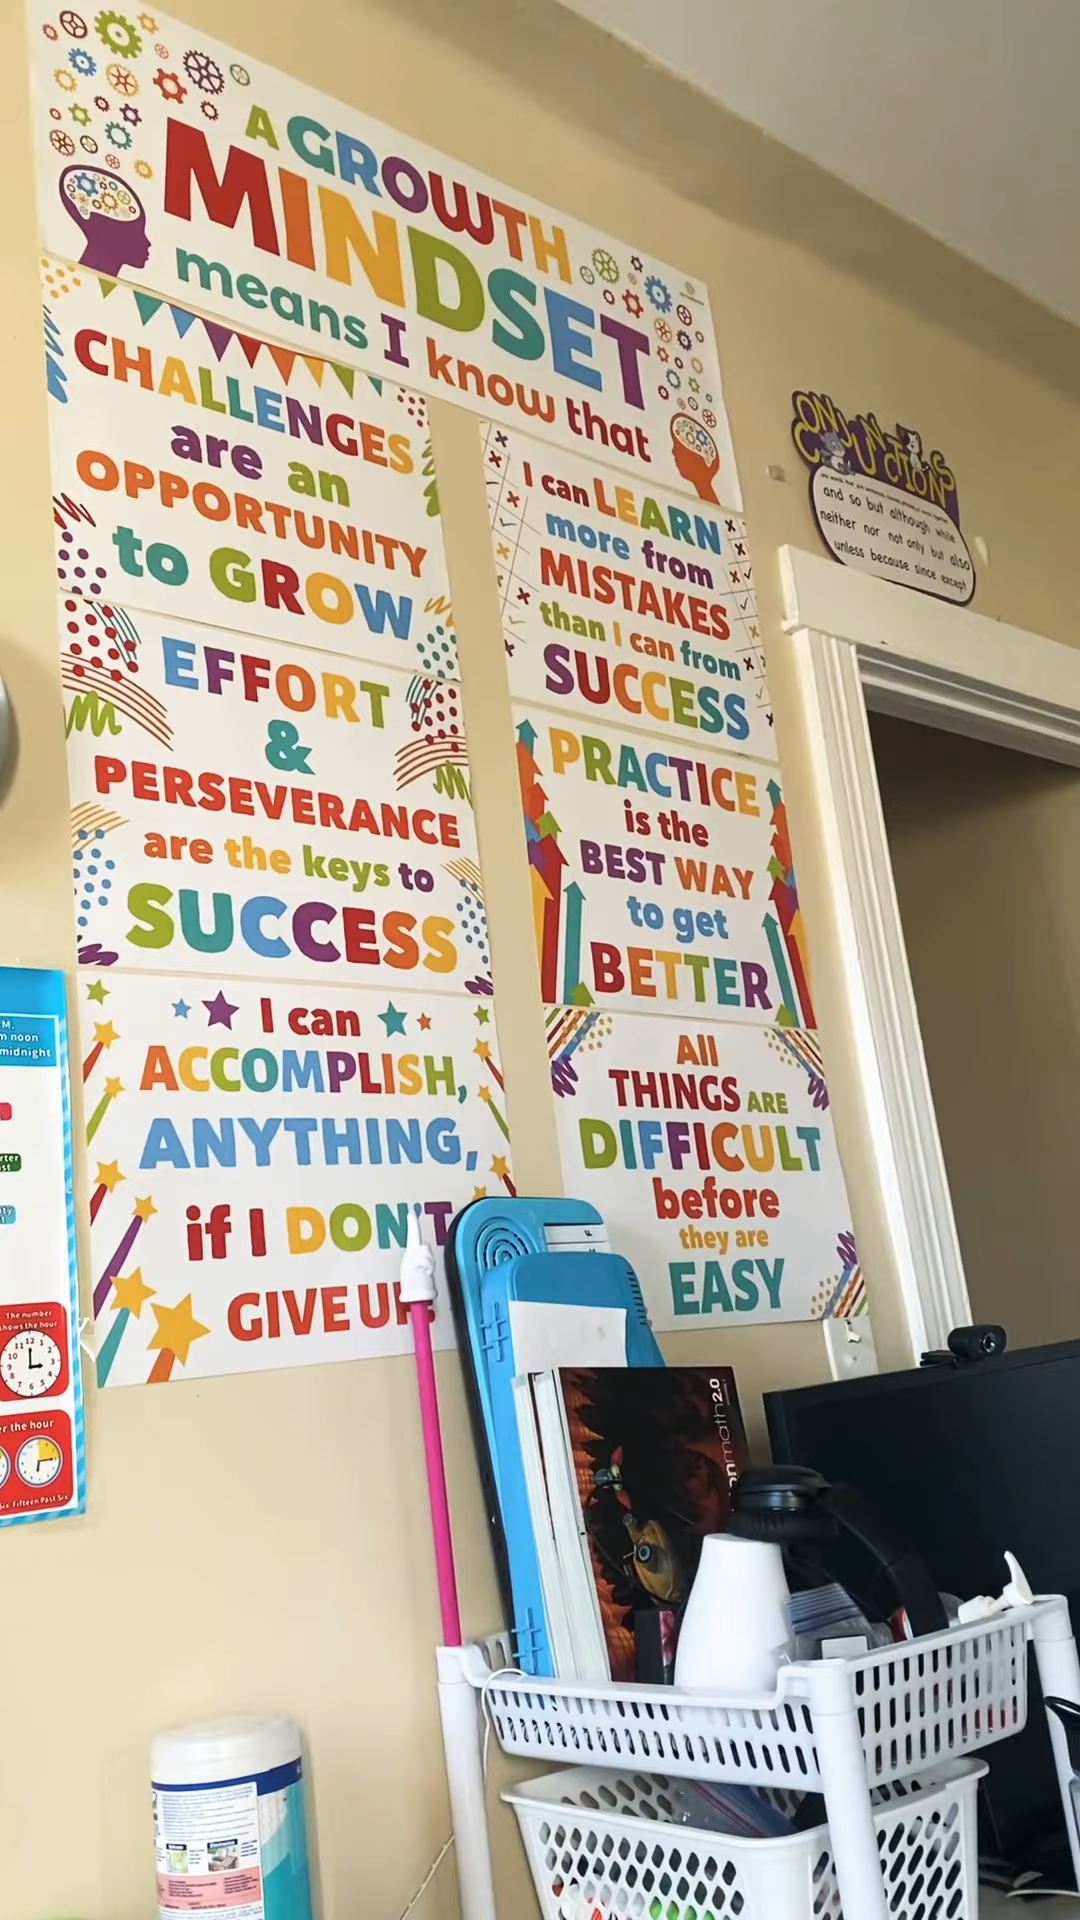 A GROWTH
MINDSET
means I know that
CHALLENGES
are an
OPPORTUNITY
to GROW
EFFORT
&
PERSEVERANCE
are the keys to
SUCCESS
I can
ACCOMPLISH,
ANYTHING,
if I DON'T
GIVE UP
I can LEARN
more from
MISTAKES
than I can from
SUCCESS
PRACTICE
is the
BEST WAY
to get
BETTER
All
THINGS ARE
DIFFICULT
before
they are
EASY
CONJUNCTIONS
and so but although while
neither nor not only but also
unless because since except
M.
noon
midnight
The number
shows the hour
the hour
Fifteen Past Six
math2.0